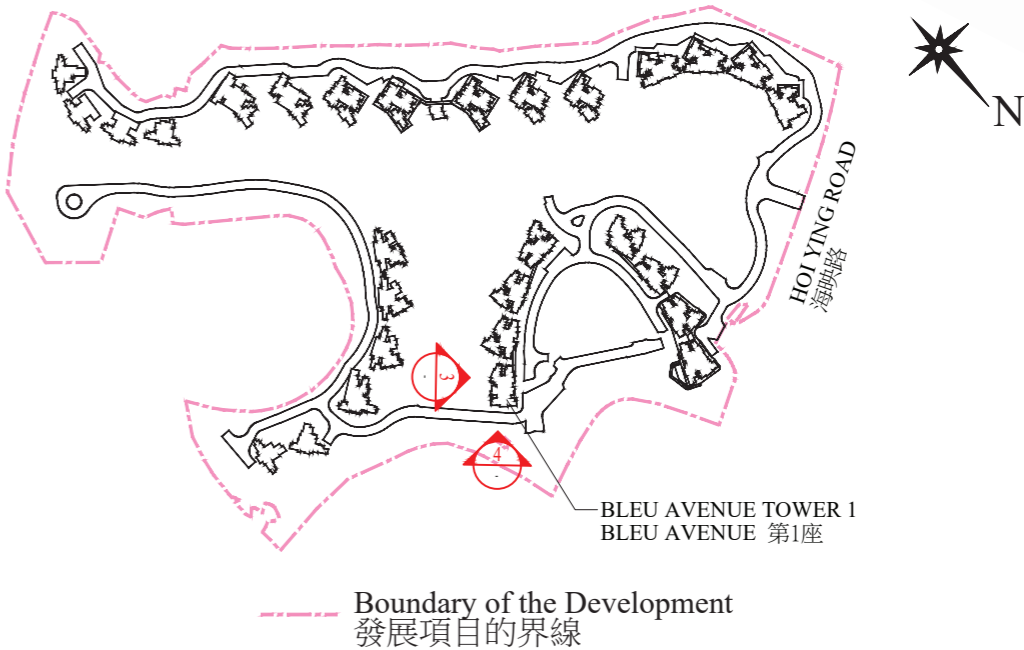 N
HOI YING ROAD
海映路
3
4
BLEU AVENUE TOWER 1
BLEU AVENUE 第1座
Boundary of the Development
發展項目的界線